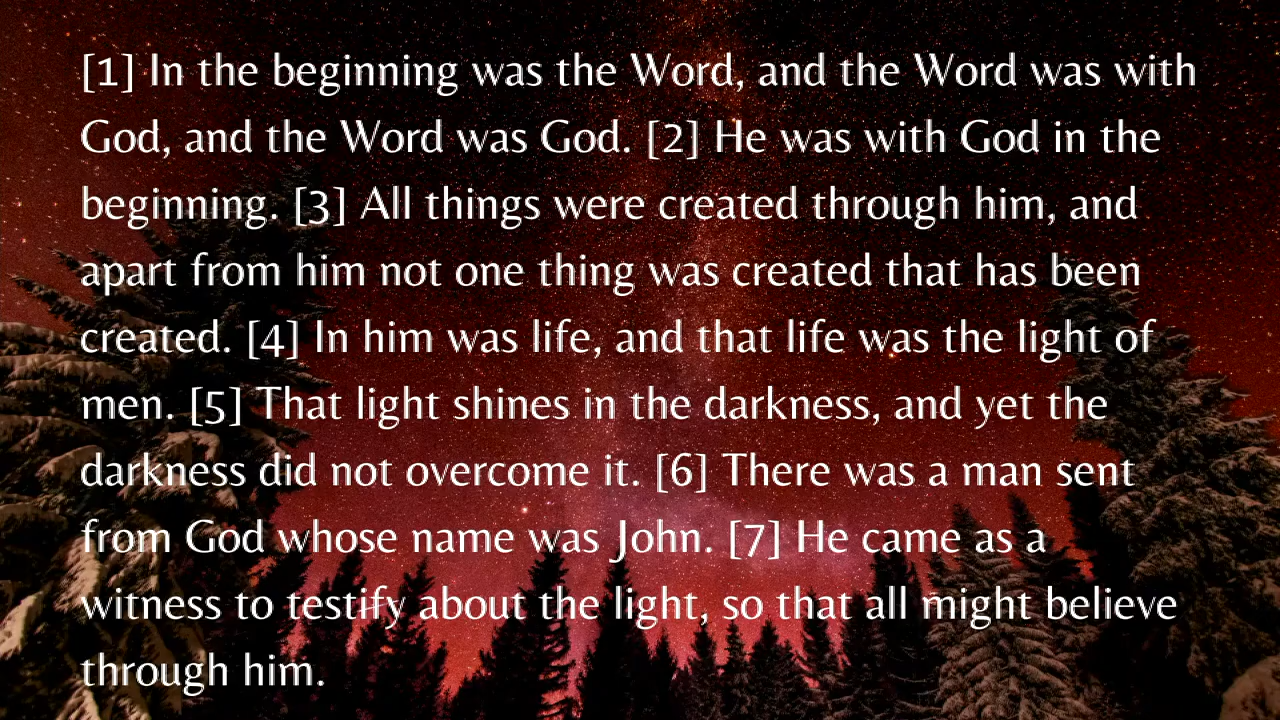 [1] In the beginning was the Word, and the Word was with
God, and the Word was God. [2] He was with God in the
beginning. [3] All things were created through him, and
apart from him not one thing was created that has been
created. [4] In him was life, and that life was the light of
men. [5] That light shines in the darkness, and yet the
darkness did not overcome it. [6] There was a man sent
from God whose name was John. [7] He came as a
witness to testify about the light, so that all might believe
through him.